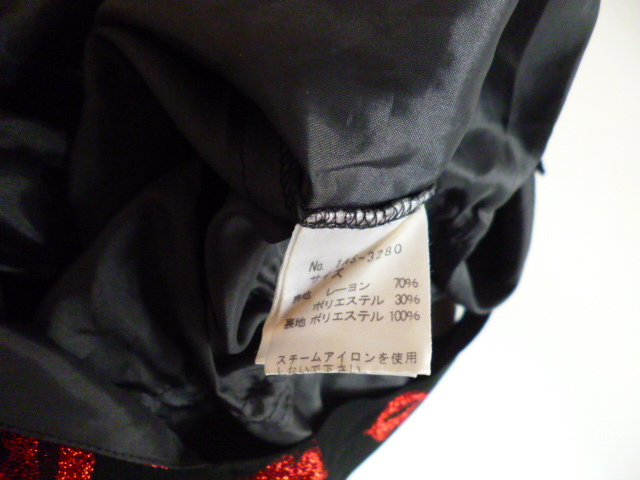 No. 145-3280
サイズ
表地 レーヨン 70%
ポリエステル 30%
裏地 ポリエステル 100%
スチームアイロンを使用
しないで下さい。